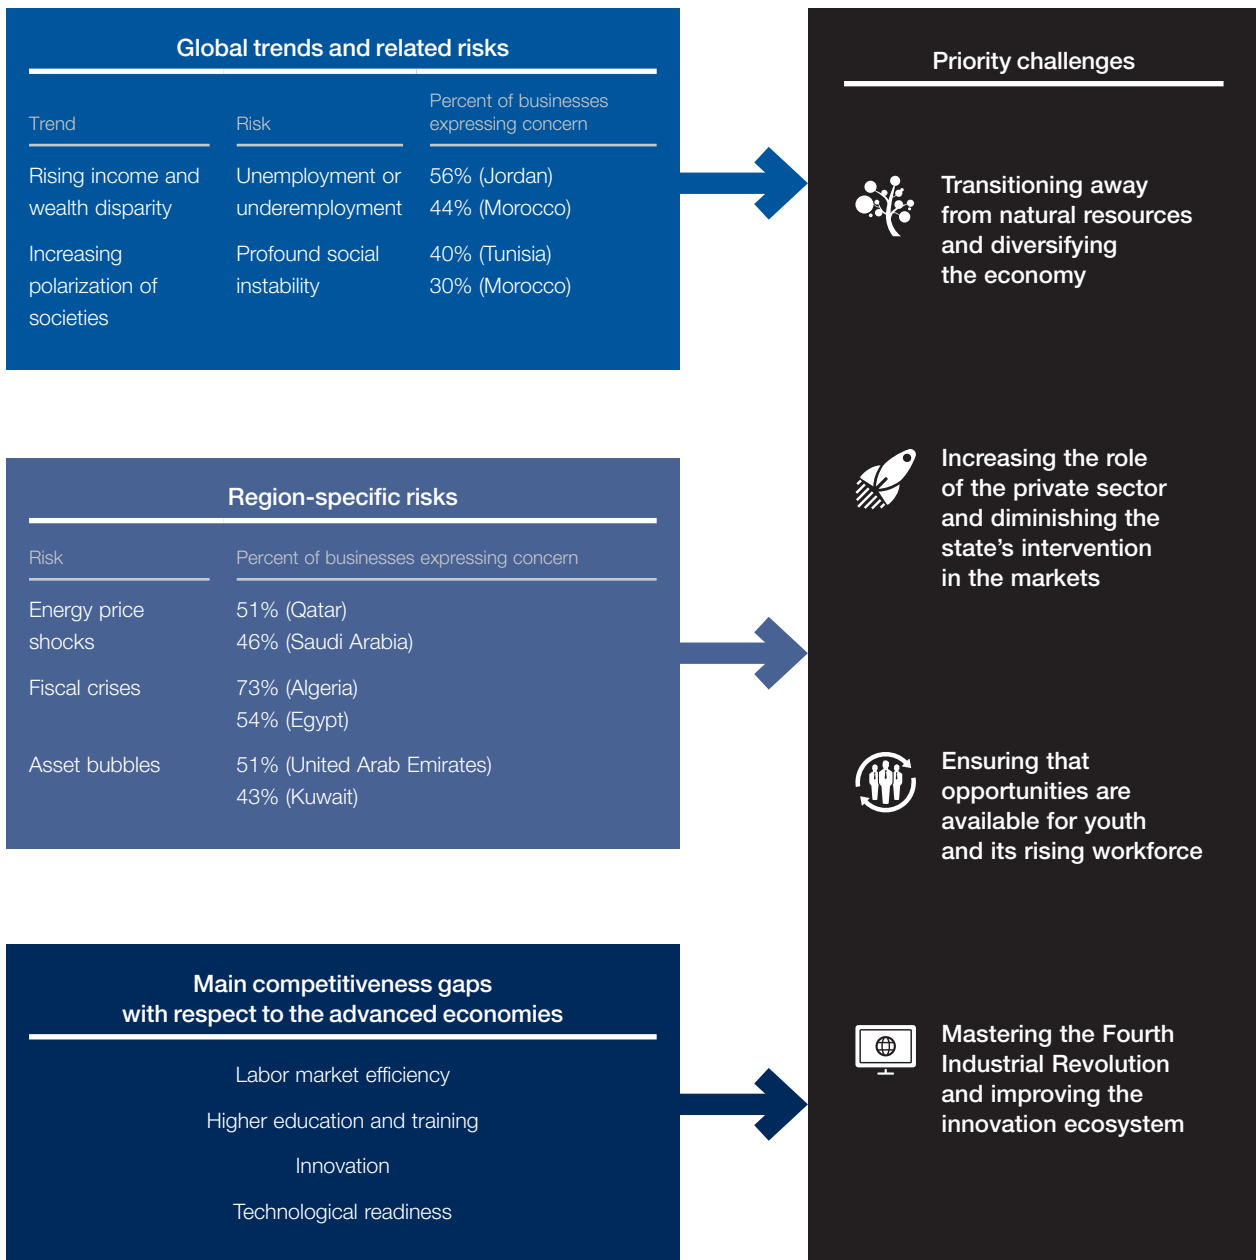 Global trends and related risks
Trend
Risk
Percent of businesses
expressing concern
Rising income and
wealth disparity
Unemployment or
underemployment
56% (Jordan)
44% (Morocco)
Increasing
polarization of
societies
Profound social
instability
40% (Tunisia)
30% (Morocco)
Region-specific risks
Risk
Percent of businesses expressing concern
Energy price
shocks
51% (Qatar)
46% (Saudi Arabia)
Fiscal crises
73% (Algeria)
54% (Egypt)
Asset bubbles
51% (United Arab Emirates)
43% (Kuwait)
Main competitiveness gaps
with respect to the advanced economies
Labor market efficiency
Higher education and training
Innovation
Technological readiness
Priority challenges
Transitioning away
from natural resources
and diversifying
the economy
Increasing the role
of the private sector
and diminishing the
state’s intervention
in the markets
Ensuring that
opportunities are
available for youth
and its rising workforce
Mastering the Fourth
Industrial Revolution
and improving the
innovation ecosystem